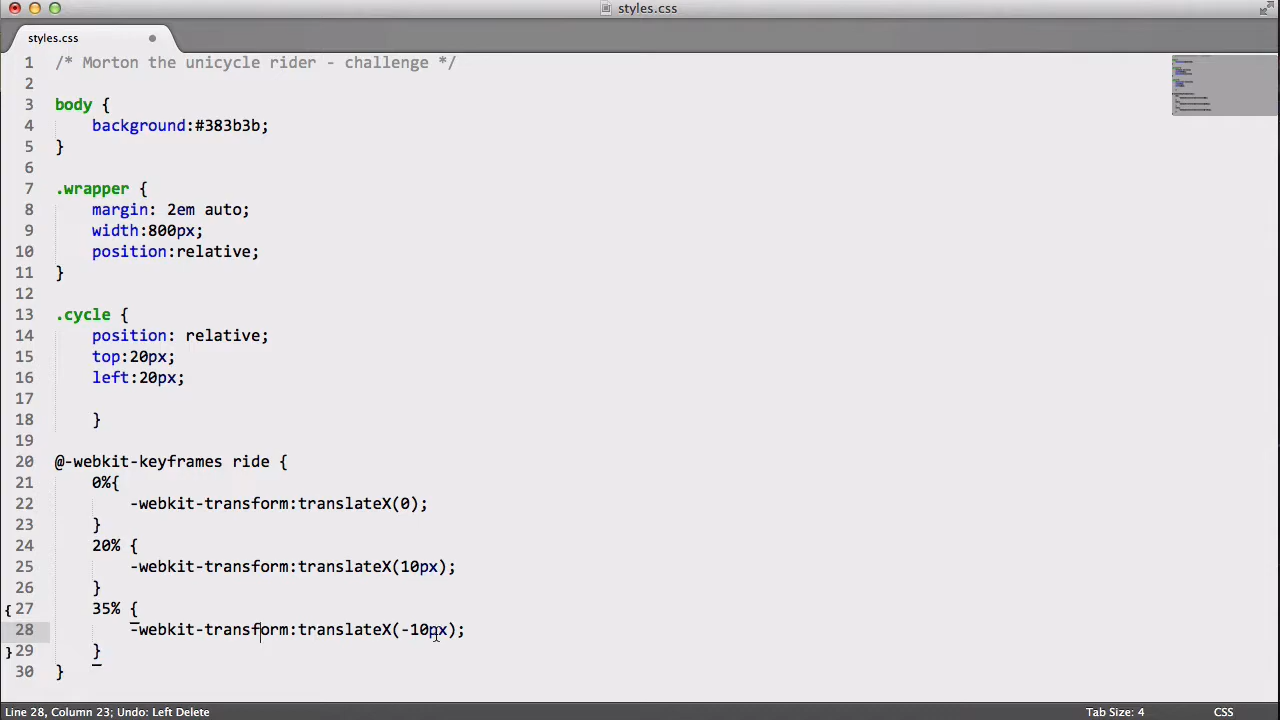 styles.css
styles.css
1 /* Morton the unicycle rider - challenge */
2
3 body {
4 background:#383b3b;
5 }
6
7 .wrapper {
8 margin: 2em auto;
9 width:800px;
10 position:relative;
11 }
12
13 .cycle {
14 position: relative;
15 top:20px;
16 left:20px;
17
18 }
19
20 @-webkit-keyframes ride {
21 0%{
22 -webkit-transform:translateX(0);
23 }
24 20% {
25 -webkit-transform:translateX(10px);
26 }
27 35% {
28 -webkit-transform:translateX(-10px);
29 }
30 }
Line 28, Column 23; Undo: Left Delete Tab Size: 4 CSS